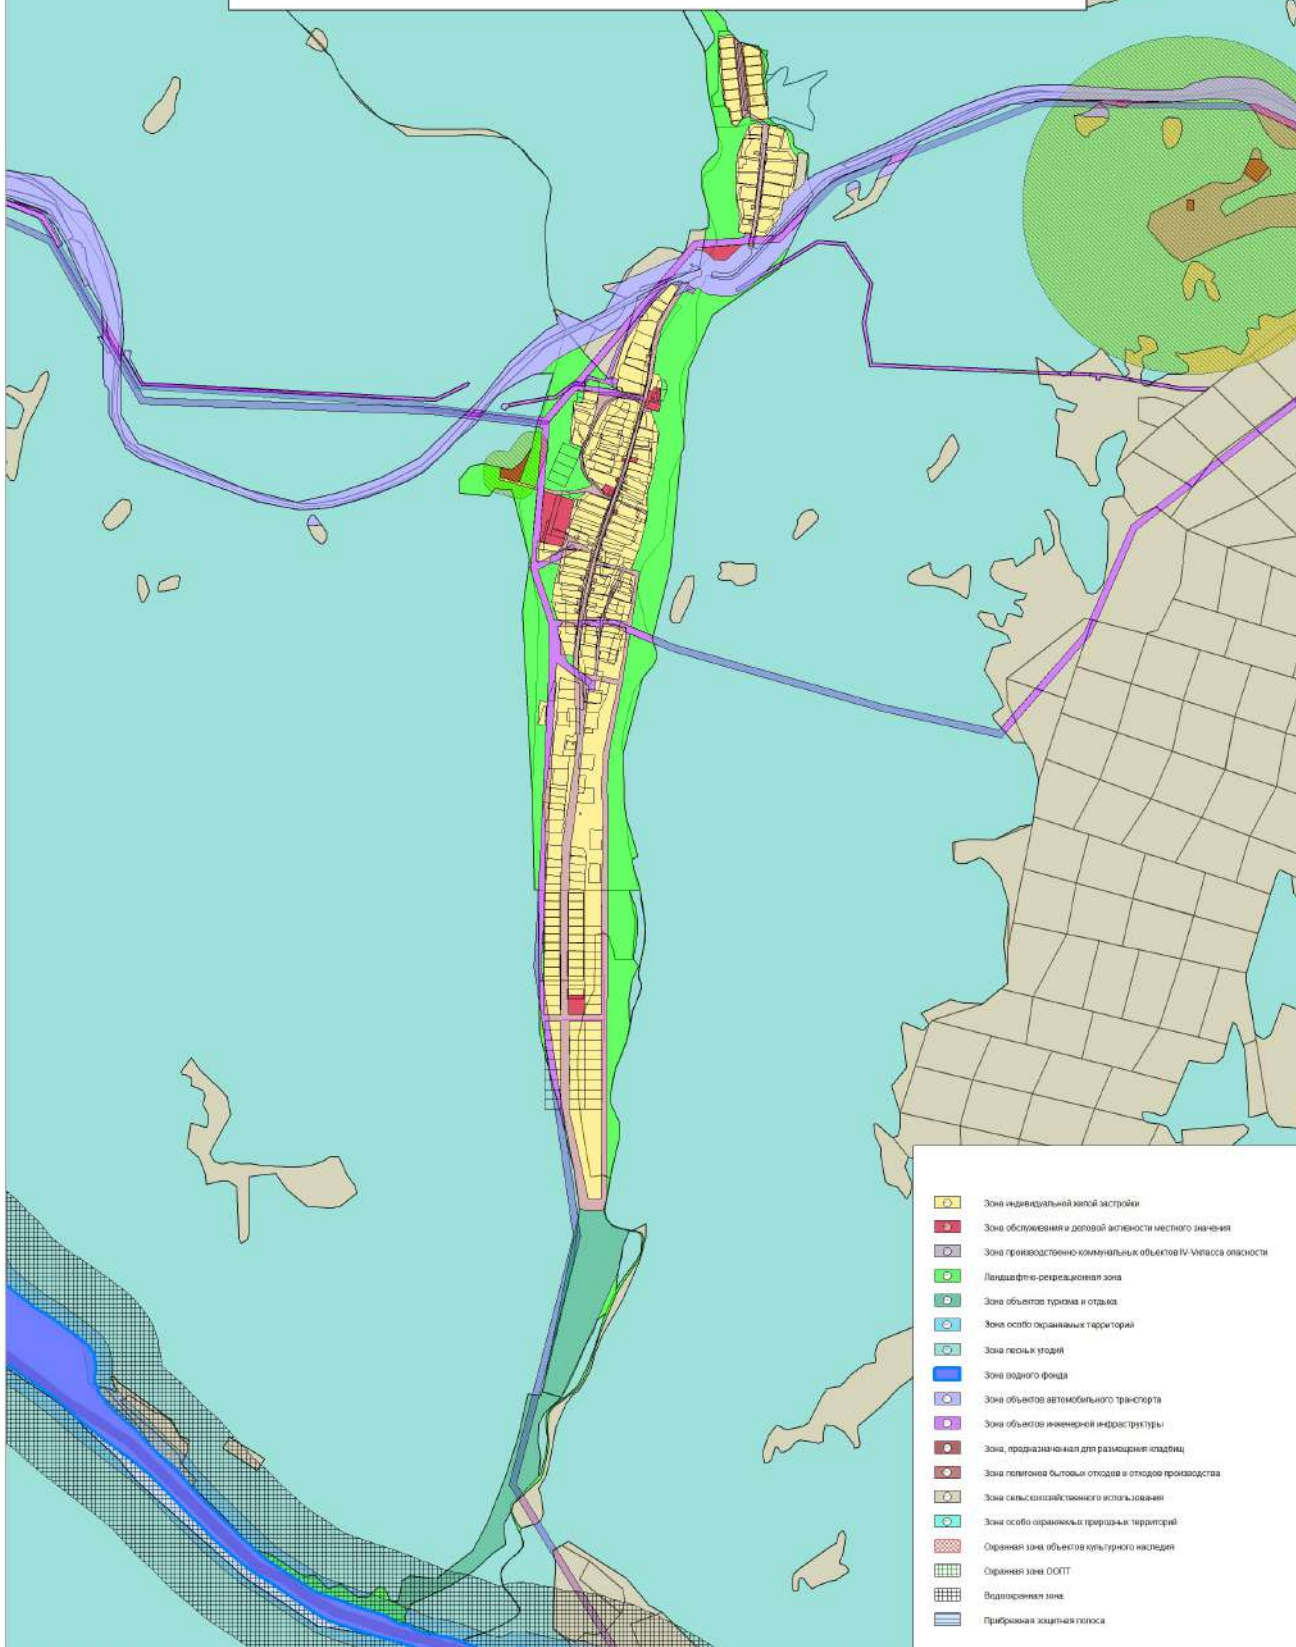 Зона индивидуальной жилой застройки
Зона обслуживания и деловой активности местного значения
Зона производственно-коммунальных объектов IV-Vкласса опасности
Ландшафтно-рекреационная зона
Зона объектов туризма и отдыха
Зона особо охраняемых территорий
Зона лесных угодий
Зона водного фонда
Зона объектов автомобильного транспорта
Зона объектов инженерной инфраструктуры
Зона, предназначенная для размещения кладбищ
Зона полигонов бытовых отходов и отходов производства
Зона сельскохозяйственного использования
Зона особо охраняемых природных территорий
Охранная зона объектов культурного наследия
Охранная зона ООПТ
Водоохранная зона
Прибрежная защитная полоса